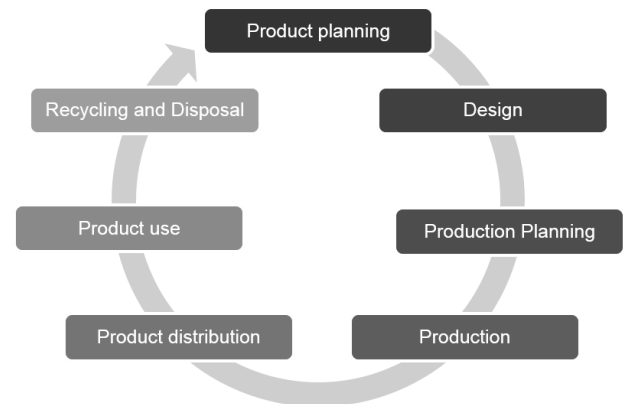 Product planning
Design
Production Planning
Production
Product distribution
Product use
Recycling and Disposal